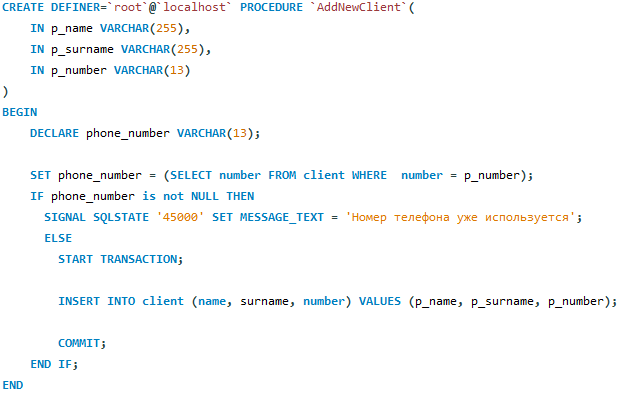 CREATE DEFINER=`root`@`localhost` PROCEDURE `AddNewClient`(
    IN p_name VARCHAR(255),
    IN p_surname VARCHAR(255),
    IN p_number VARCHAR(13)
)
BEGIN
    DECLARE phone_number VARCHAR(13);
    SET phone_number = (SELECT number FROM client WHERE  number = p_number);
    IF phone_number is not NULL THEN
      SIGNAL SQLSTATE '45000' SET MESSAGE_TEXT = 'Номер телефона уже используется';
      ELSE
        START TRANSACTION;
        INSERT INTO client (name, surname, number) VALUES (p_name, p_surname, p_number);
        COMMIT;
    END IF;
END